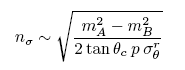 n_σ ∼ √((m_A^2 − m_B^2) / (2 tan θ_c p σ_θ^r))